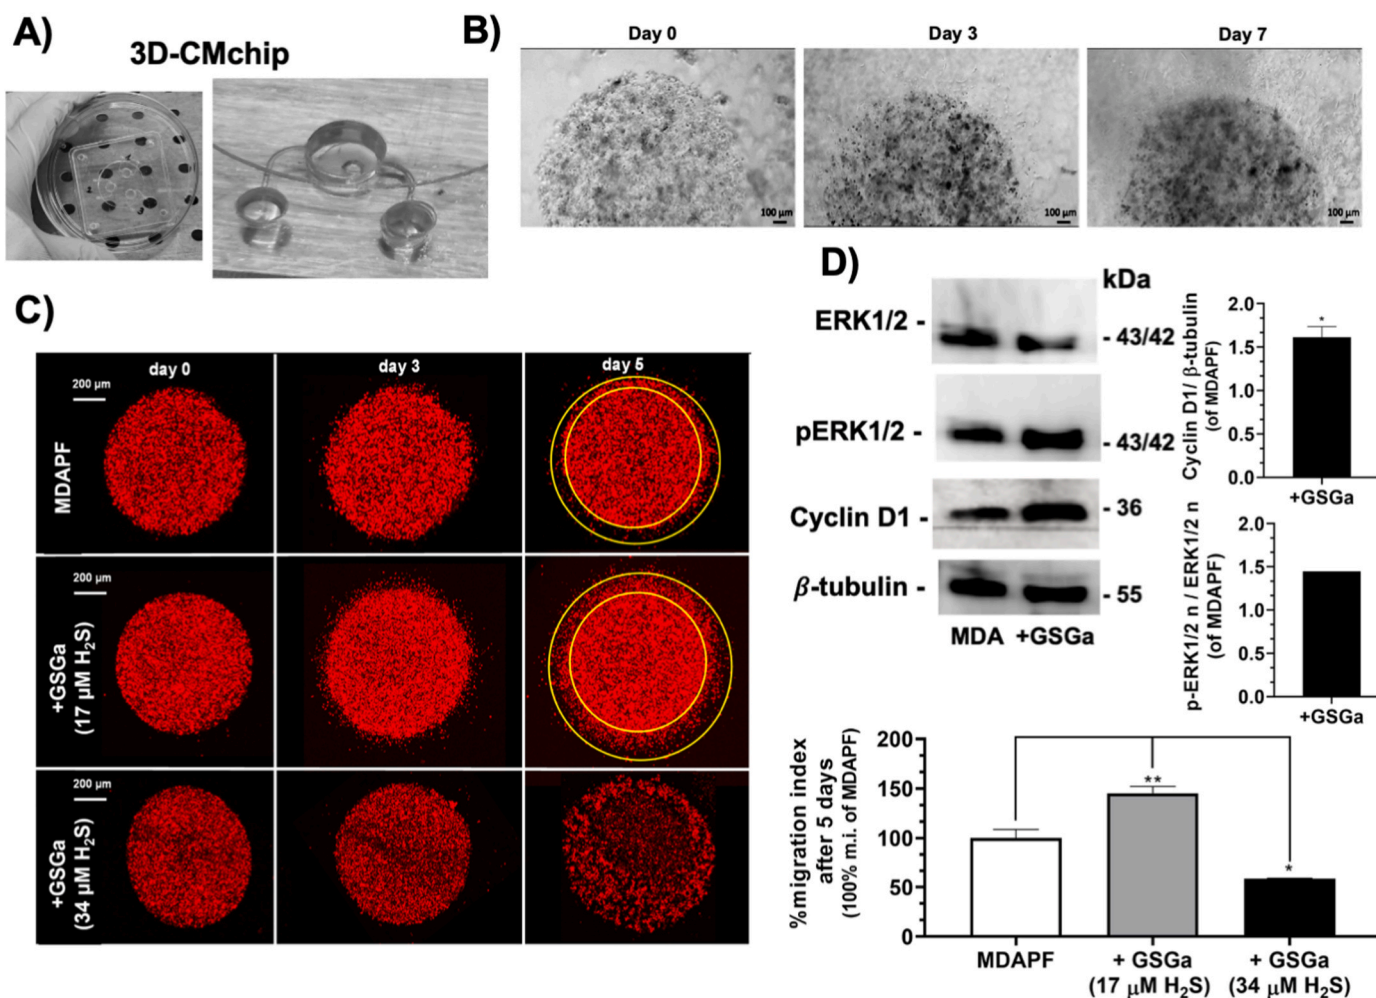 A)
3D-CMchip
B)
Day 0
Day 3
Day 7
100 µm
100 µm
100 µm
C)
day 0
day 3
day 5
200 µm
MDAPF
200 µm
+GSGa
(17 µM H₂S)
200 µm
+GSGa
(34 µM H₂S)
D)
kDa
ERK1/2 -
- 43/42
pERK1/2 -
- 43/42
Cyclin D1 -
- 36
β-tubulin -
- 55
MDA +GSGa
Cyclin D1/ β-tubulin
(of MDAPF)
2.0
1.5
1.0
0.5
0.0
*
+GSGa
p-ERK1/2 n / ERK1/2 n
(of MDAPF)
2.0
1.5
1.0
0.5
0.0
+GSGa
%migration index
after 5 days
(100% m.i. of MDAPF)
200
150
100
50
0
**
*
MDAPF
+ GSGa
(17 µM H₂S)
+ GSGa
(34 µM H₂S)